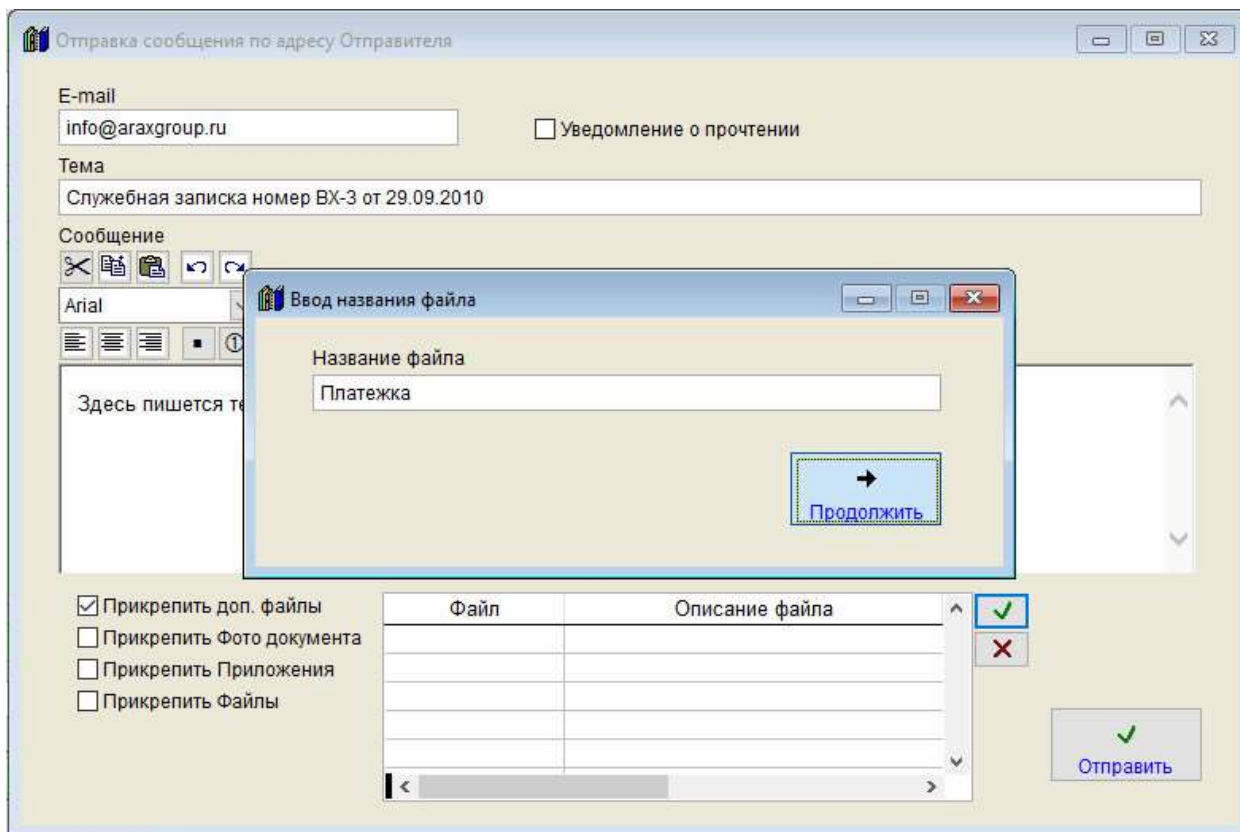 Отправка сообщения по адресу Отправителя
E-mail
info@araxgroup.ru
Уведомление о прочтении
Тема
Служебная записка номер ВХ-3 от 29.09.2010
Сообщение
Arial
Ввод названия файла
Название файла
Платежка
Продолжить
Здесь пишется
Прикрепить доп. файлы
Прикрепить Фото документа
Прикрепить Приложения
Прикрепить Файлы
Файл Описание файла
Отправить